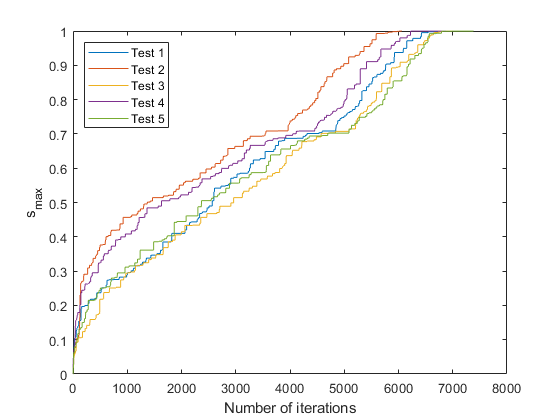 1
0.9
0.8
0.7
0.6
0.5
0.4
0.3
0.2
0.1
0
s_max
Test 1
Test 2
Test 3
Test 4
Test 5
0 1000 2000 3000 4000 5000 6000 7000 8000
Number of iterations